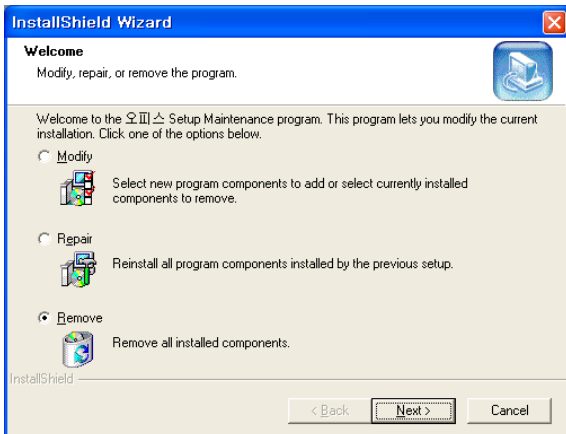 InstallShield Wizard
Welcome
Modify, repair, or remove the program.
Welcome to the 오피스 Setup Maintenance program. This program lets you modify the current
installation. Click one of the options below.
Modify
Select new program components to add or select currently installed
components to remove.
Repair
Reinstall all program components installed by the previous setup.
Remove
Remove all installed components.
InstallShield
< Back Next > Cancel